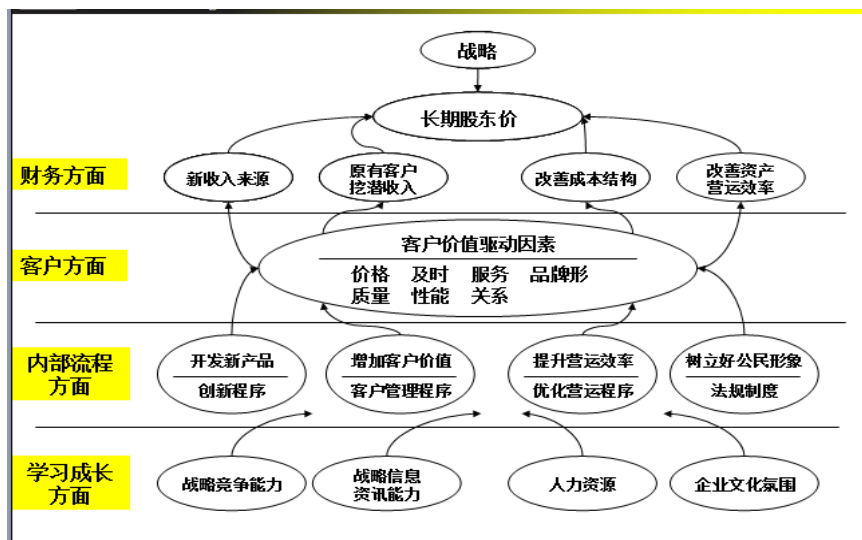 战略
长期股东价
财务方面
新收入来源
原有客户
挖潜收入
改善成本结构
改善资产
营运效率
客户方面
客户价值驱动因素
价格 及时 服务 品牌形
质量 性能 关系
内部流程
方面
开发新产品
创新程序
增加客户价值
客户管理程序
提升营运效率
优化营运程序
树立好公民形象
法规制度
学习成长
方面
战略竞争能力
战略信息
资讯能力
人力资源
企业文化氛围